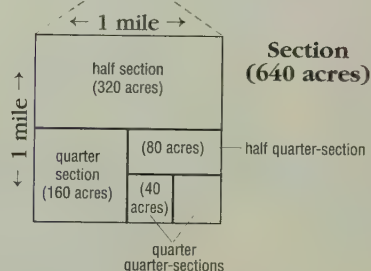 ← 1 mile →
Section
(640 acres)
half section
(320 acres)
← 1 mile →
quarter
section
(160 acres)
(80 acres)
half quarter-section
(40
acres)
quarter
quarter-sections